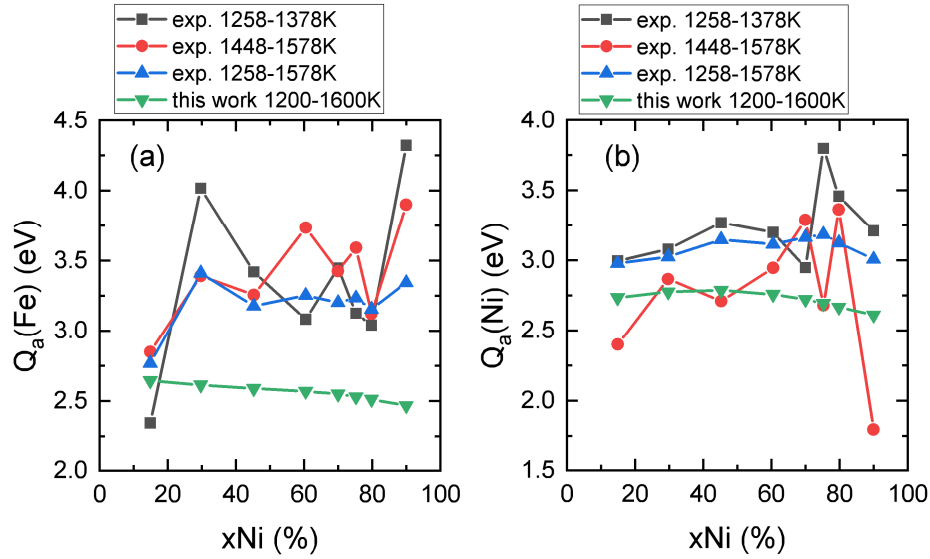 exp. 1258-1378K
exp. 1448-1578K
exp. 1258-1578K
this work 1200-1600K
(a)
4.5
4.0
3.5
3.0
2.5
2.0
Qa(Fe) (eV)
0 20 40 60 80 100
xNi (%)
exp. 1258-1378K
exp. 1448-1578K
exp. 1258-1578K
this work 1200-1600K
(b)
4.0
3.5
3.0
2.5
2.0
1.5
Qa(Ni) (eV)
0 20 40 60 80 100
xNi (%)